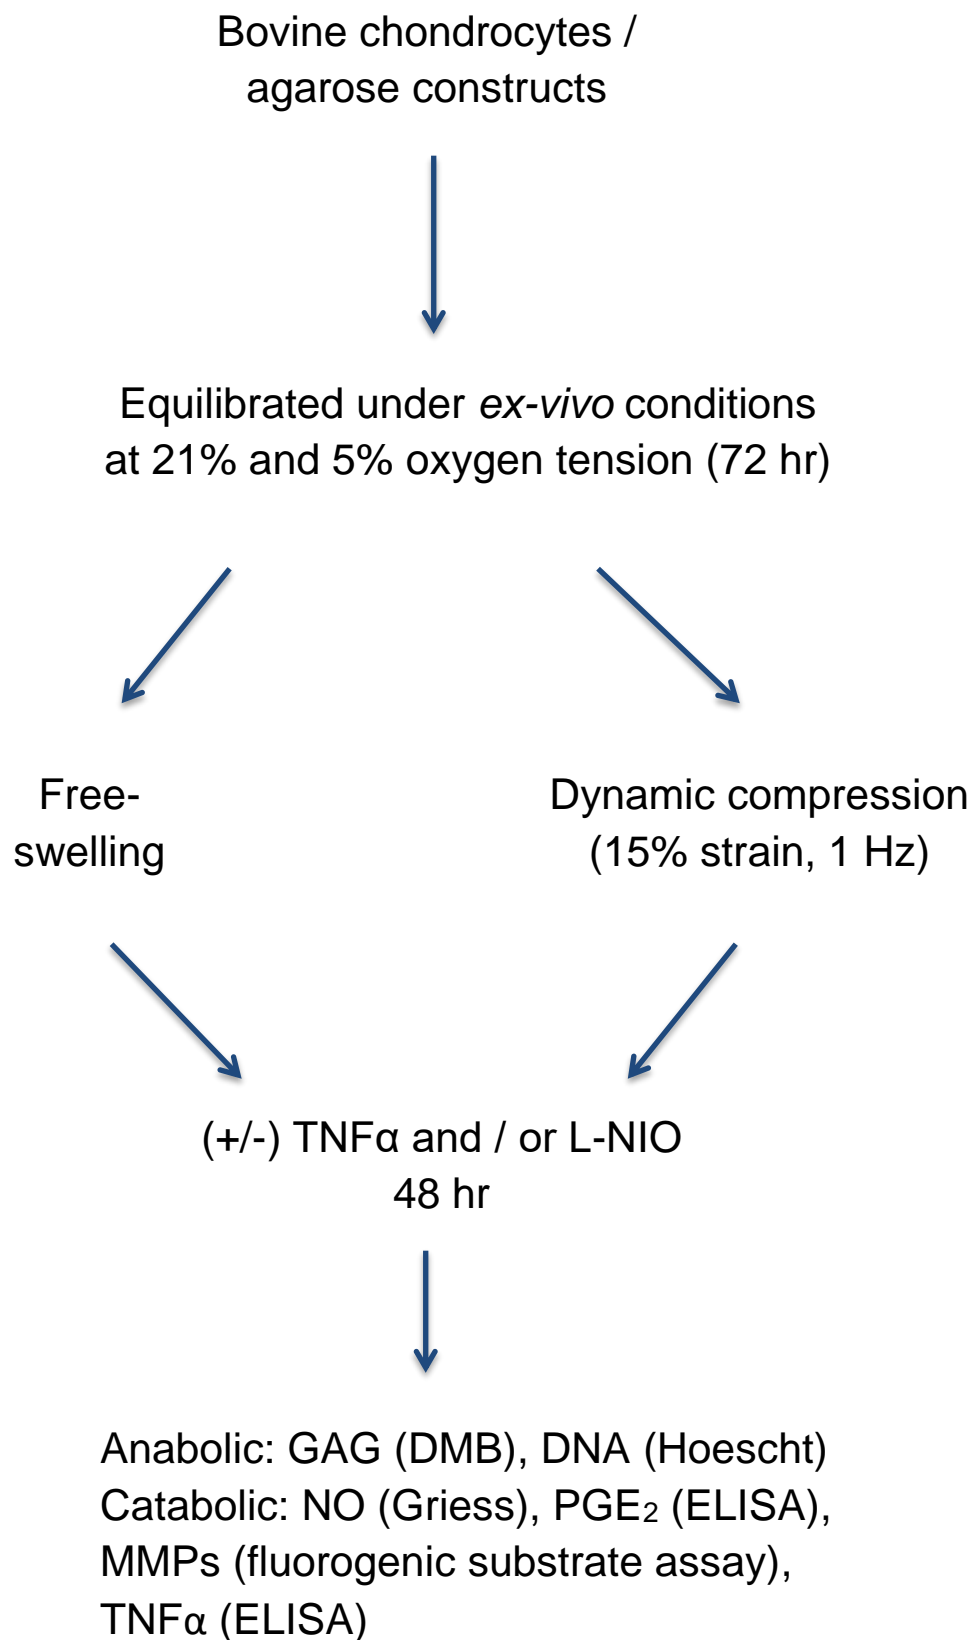 Bovine chondrocytes /
agarose constructs
Equilibrated under ex-vivo conditions
at 21% and 5% oxygen tension (72 hr)
Free-
swelling
Dynamic compression
(15% strain, 1 Hz)
(+/-) TNFα and / or L-NIO
48 hr
Anabolic: GAG (DMB), DNA (Hoescht)
Catabolic: NO (Griess), PGE₂ (ELISA),
MMPs (fluorogenic substrate assay),
TNFα (ELISA)